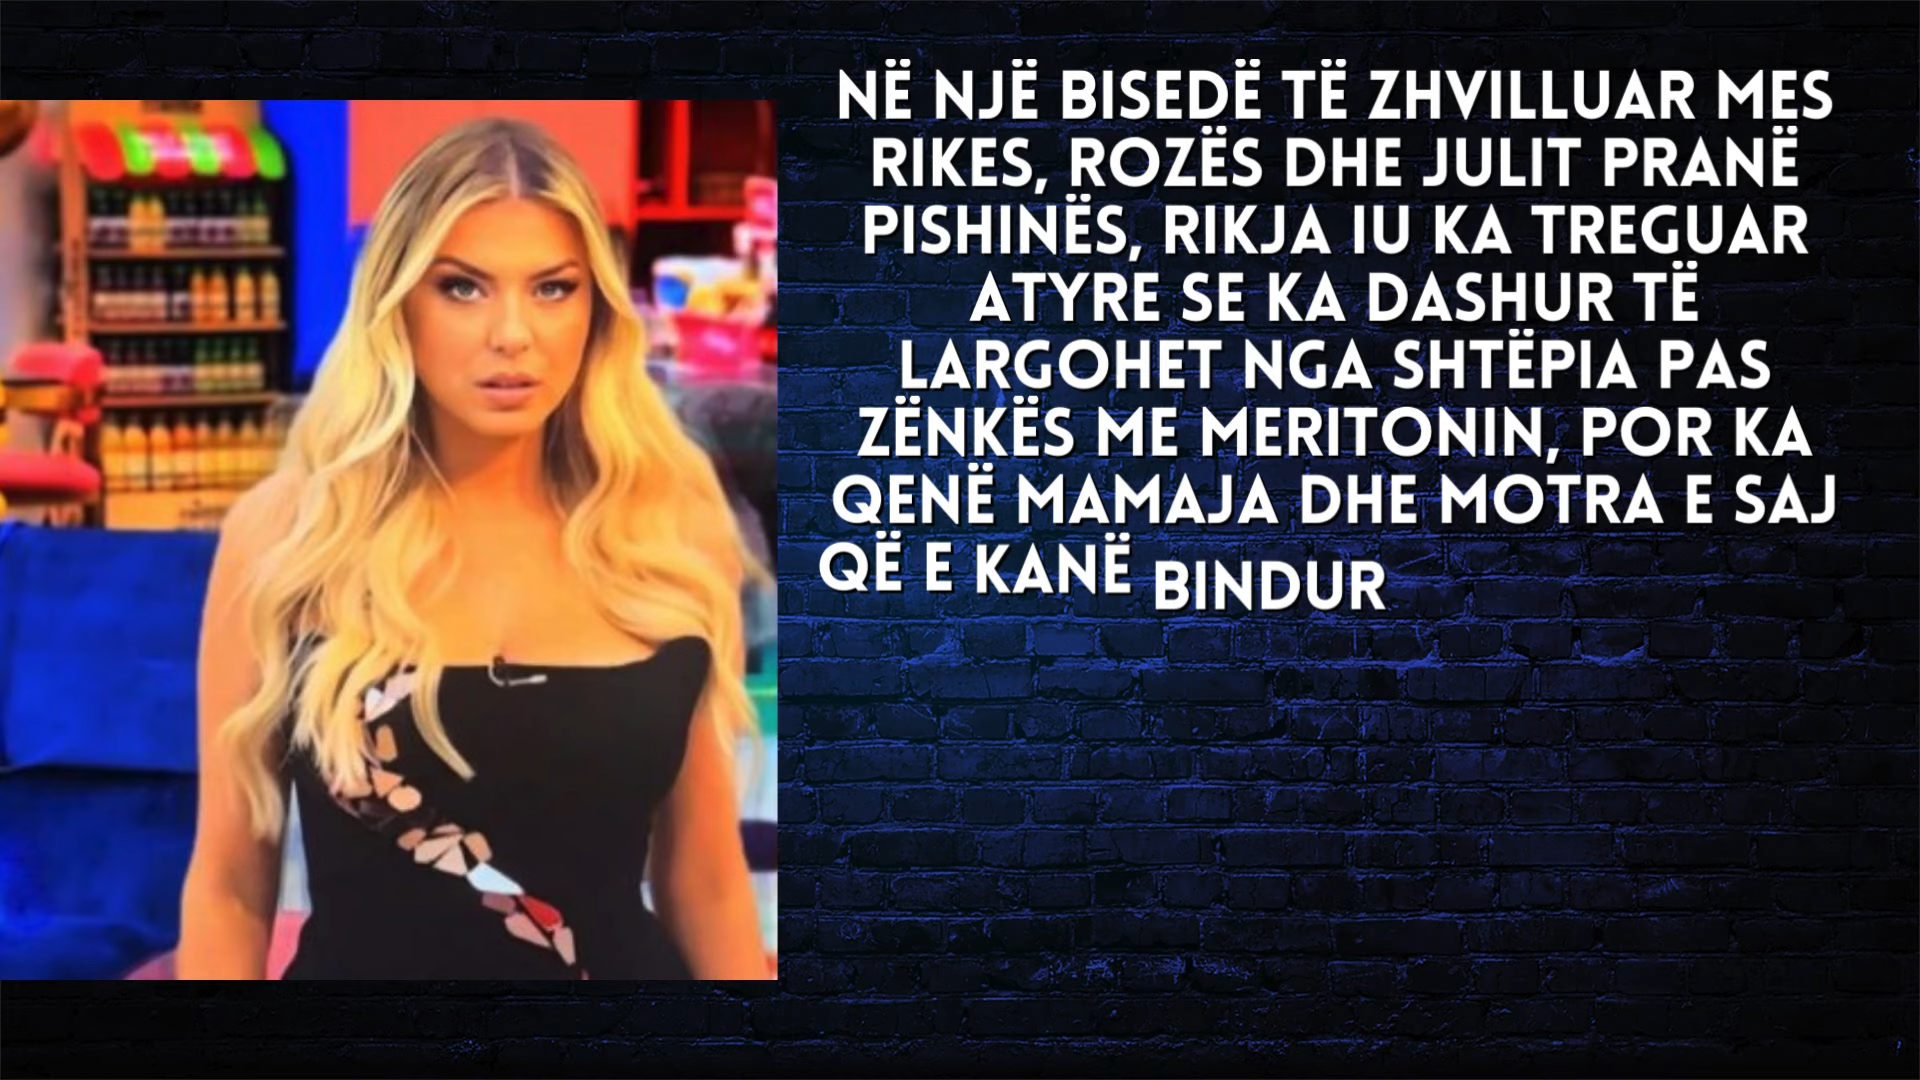 NË NJË BISEDË TË ZHVILLUAR MES
RIKES, ROZËS DHE JULIT PRANË
PISHINËS, RIKJA IU KA TREGUAR
ATYRE SE KA DASHUR TË
LARGOHET NGA SHTËPIA PAS
ZËNKËS ME MERITONIN, POR KA
QENË MAMAJA DHE MOTRA E SAJ
QË E KANË BINDUR